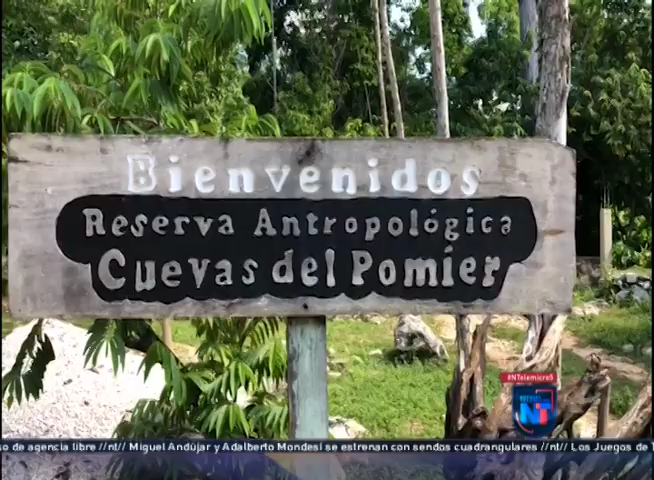 Bienvenidos
Reserva Antropológica
Cuevas del Pomier
#NTelemicro5
NT
so de agencia libre //nt// Miguel Andújar y Adalberto Mondesí se estrenan con sendos cuadrangulares //nt// Los Juegos de T